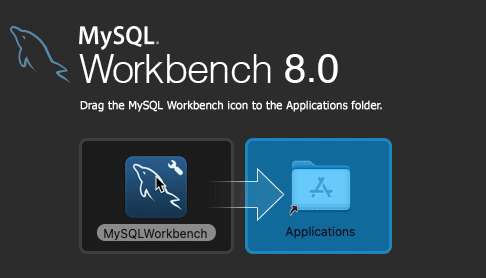 MySQL.
Workbench 8.0
Drag the MySQL Workbench icon to the Applications folder.
MySQLWorkbench
Applications